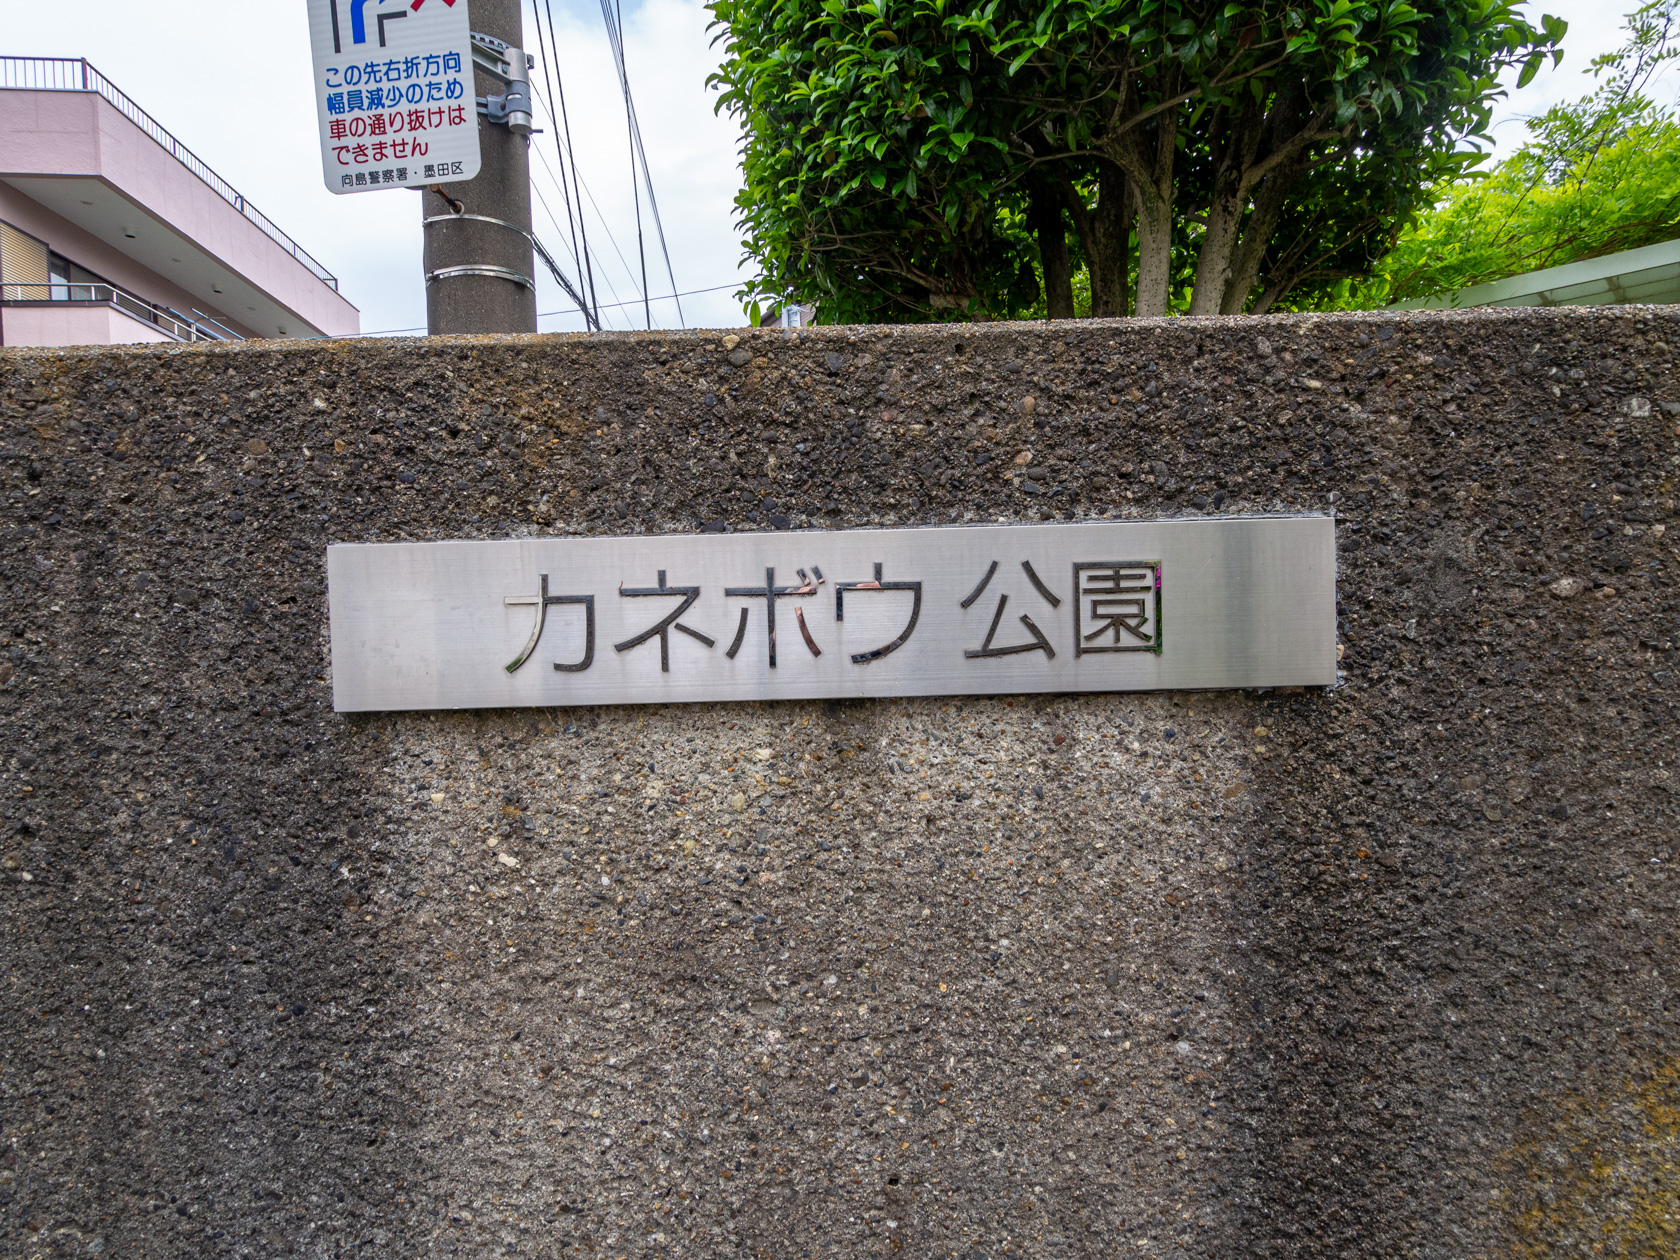 この先右折方向
幅員減少のため
車の通り抜けは
できません
向島警察署・墨田区
カネボウ 公園